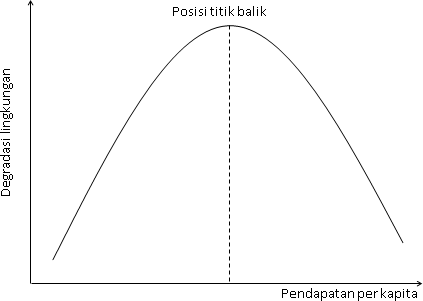 Posisi titik balik
Degradasi lingkungan
Pendapatan per kapita